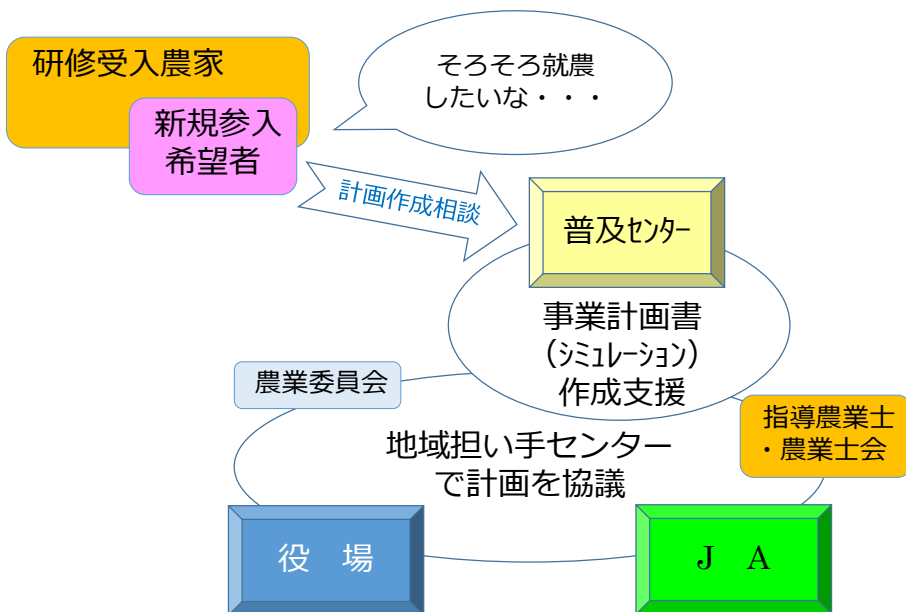 研修受入農家
新規参入
希望者
そろそろ就農
したいな・・・
計画作成相談
普及ｾﾝﾀｰ
事業計画書
（ｼﾐｭﾚｰｼｮﾝ）
作成支援
農業委員会
指導農業士
・農業士会
地域担い手センター
で計画を協議
役　場
Ｊ　Ａ